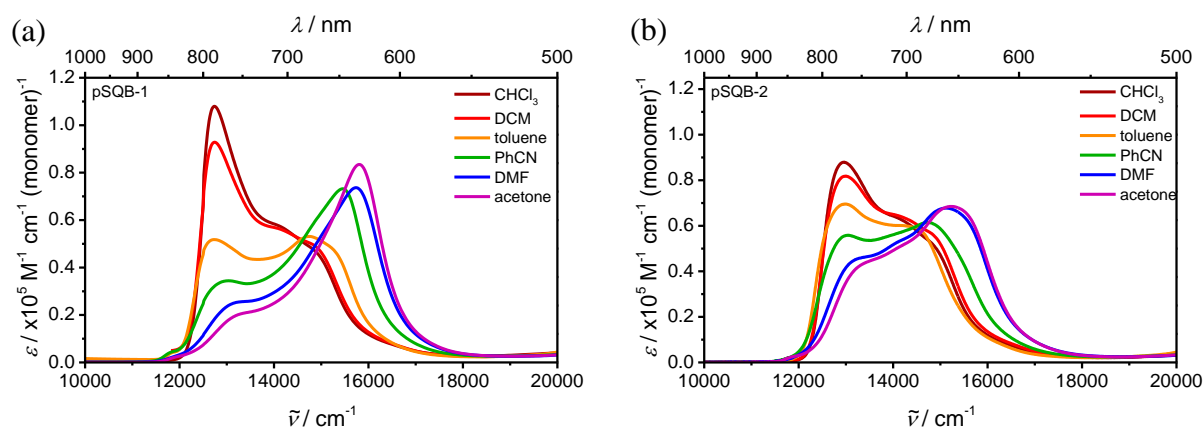 (a)
λ / nm
1000 900 800 700 600 500
1.2
1.0
0.8
0.6
0.4
0.2
0.0
ε / x10⁵ M⁻¹ cm⁻¹ (monomer)⁻¹
pSQB-1
CHCl₃
DCM
toluene
PhCN
DMF
acetone
10000 12000 14000 16000 18000 20000
ν̃ / cm⁻¹
(b)
λ / nm
1000 900 800 700 600 500
1.2
1.0
0.8
0.6
0.4
0.2
0.0
ε / x10⁵ M⁻¹ cm⁻¹ (monomer)⁻¹
pSQB-2
CHCl₃
DCM
toluene
PhCN
DMF
acetone
10000 12000 14000 16000 18000 20000
ν̃ / cm⁻¹